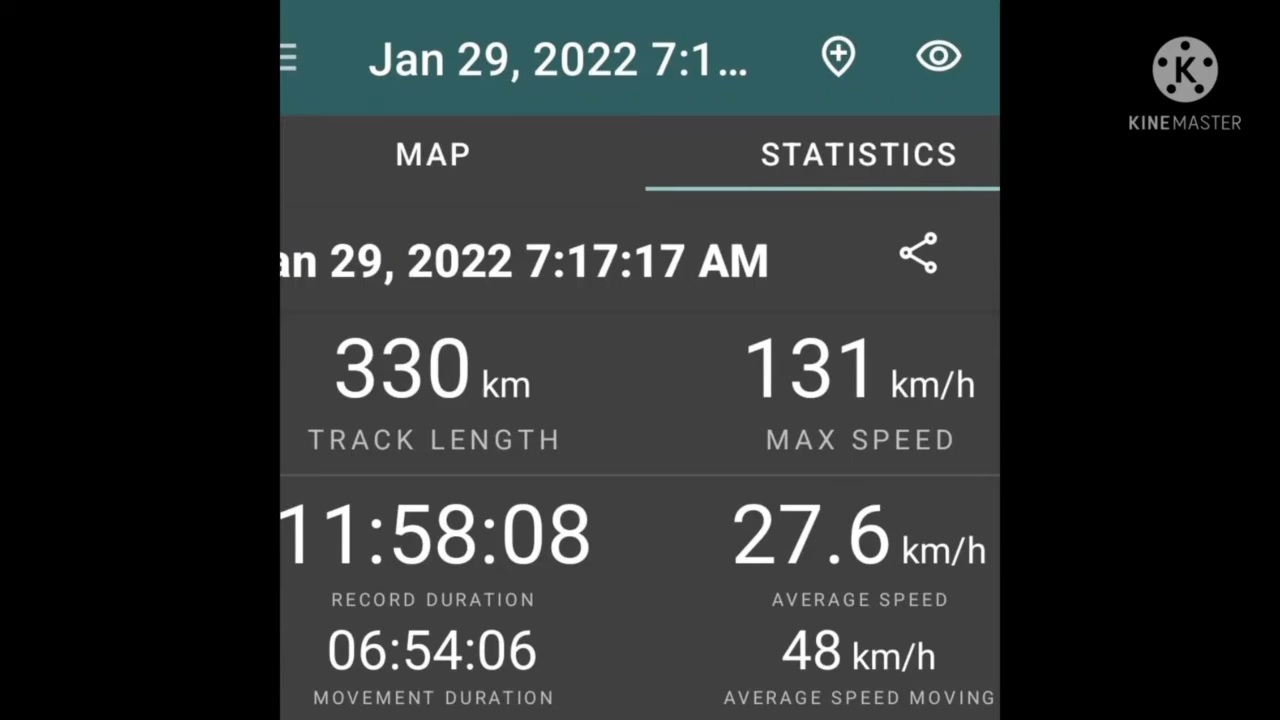 Jan 29, 2022 7:1...
K
KINEMASTER
MAP
STATISTICS
an 29, 2022 7:17:17 AM
330 km
131 km/h
TRACK LENGTH
MAX SPEED
11:58:08
27.6 km/h
RECORD DURATION
AVERAGE SPEED
06:54:06
48 km/h
MOVEMENT DURATION
AVERAGE SPEED MOVING